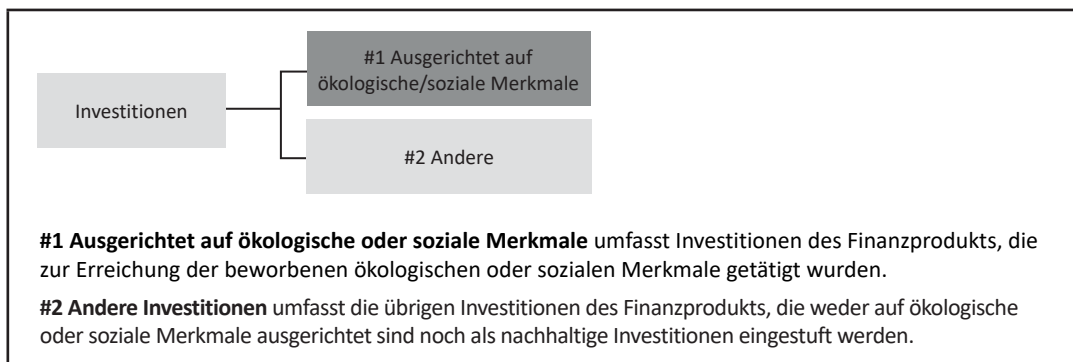 #1 Ausgerichtet auf
ökologische/soziale Merkmale
Investitionen
#2 Andere
#1 Ausgerichtet auf ökologische oder soziale Merkmale umfasst Investitionen des Finanzprodukts, die
zur Erreichung der beworbenen ökologischen oder sozialen Merkmale getätigt wurden.
#2 Andere Investitionen umfasst die übrigen Investitionen des Finanzprodukts, die weder auf ökologische
oder soziale Merkmale ausgerichtet sind noch als nachhaltige Investitionen eingestuft werden.